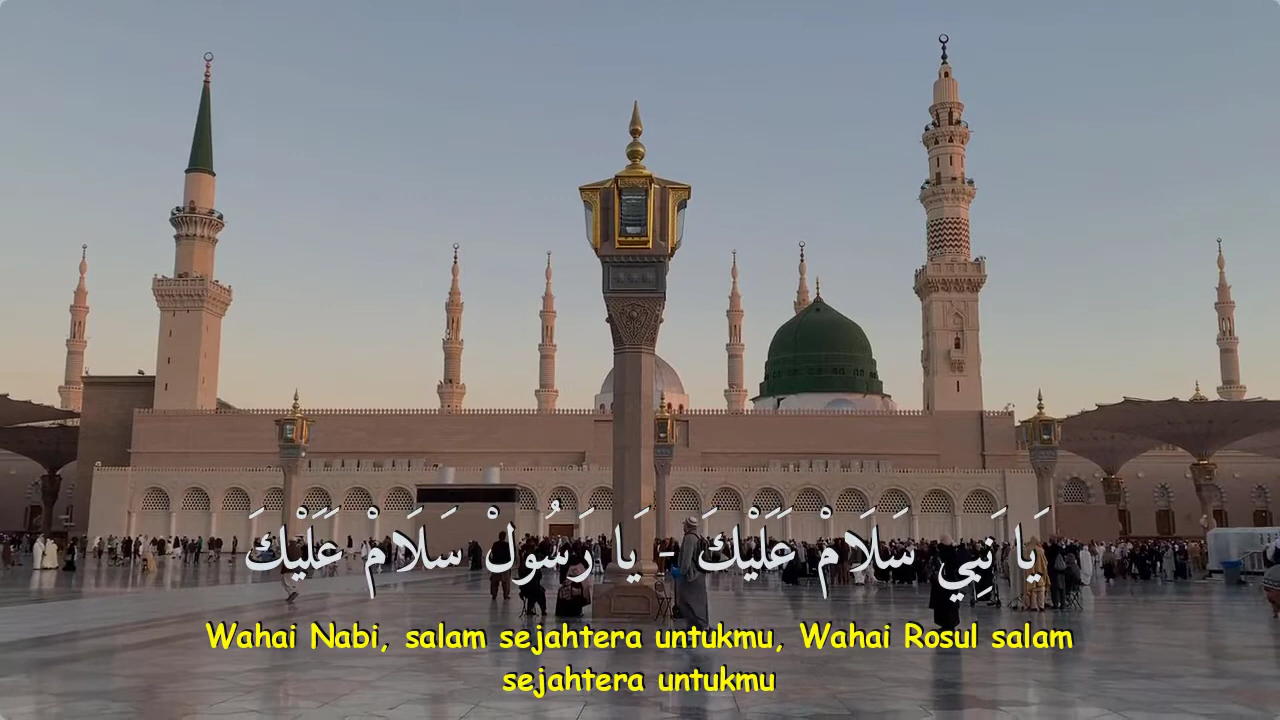 يَا نَبِي سَلَامْ عَلَيْكَ - يَا رَسُولْ سَلَامْ عَلَيْكَ
Wahai Nabi, salam sejahtera untukmu, Wahai Rosul salam
sejahtera untukmu